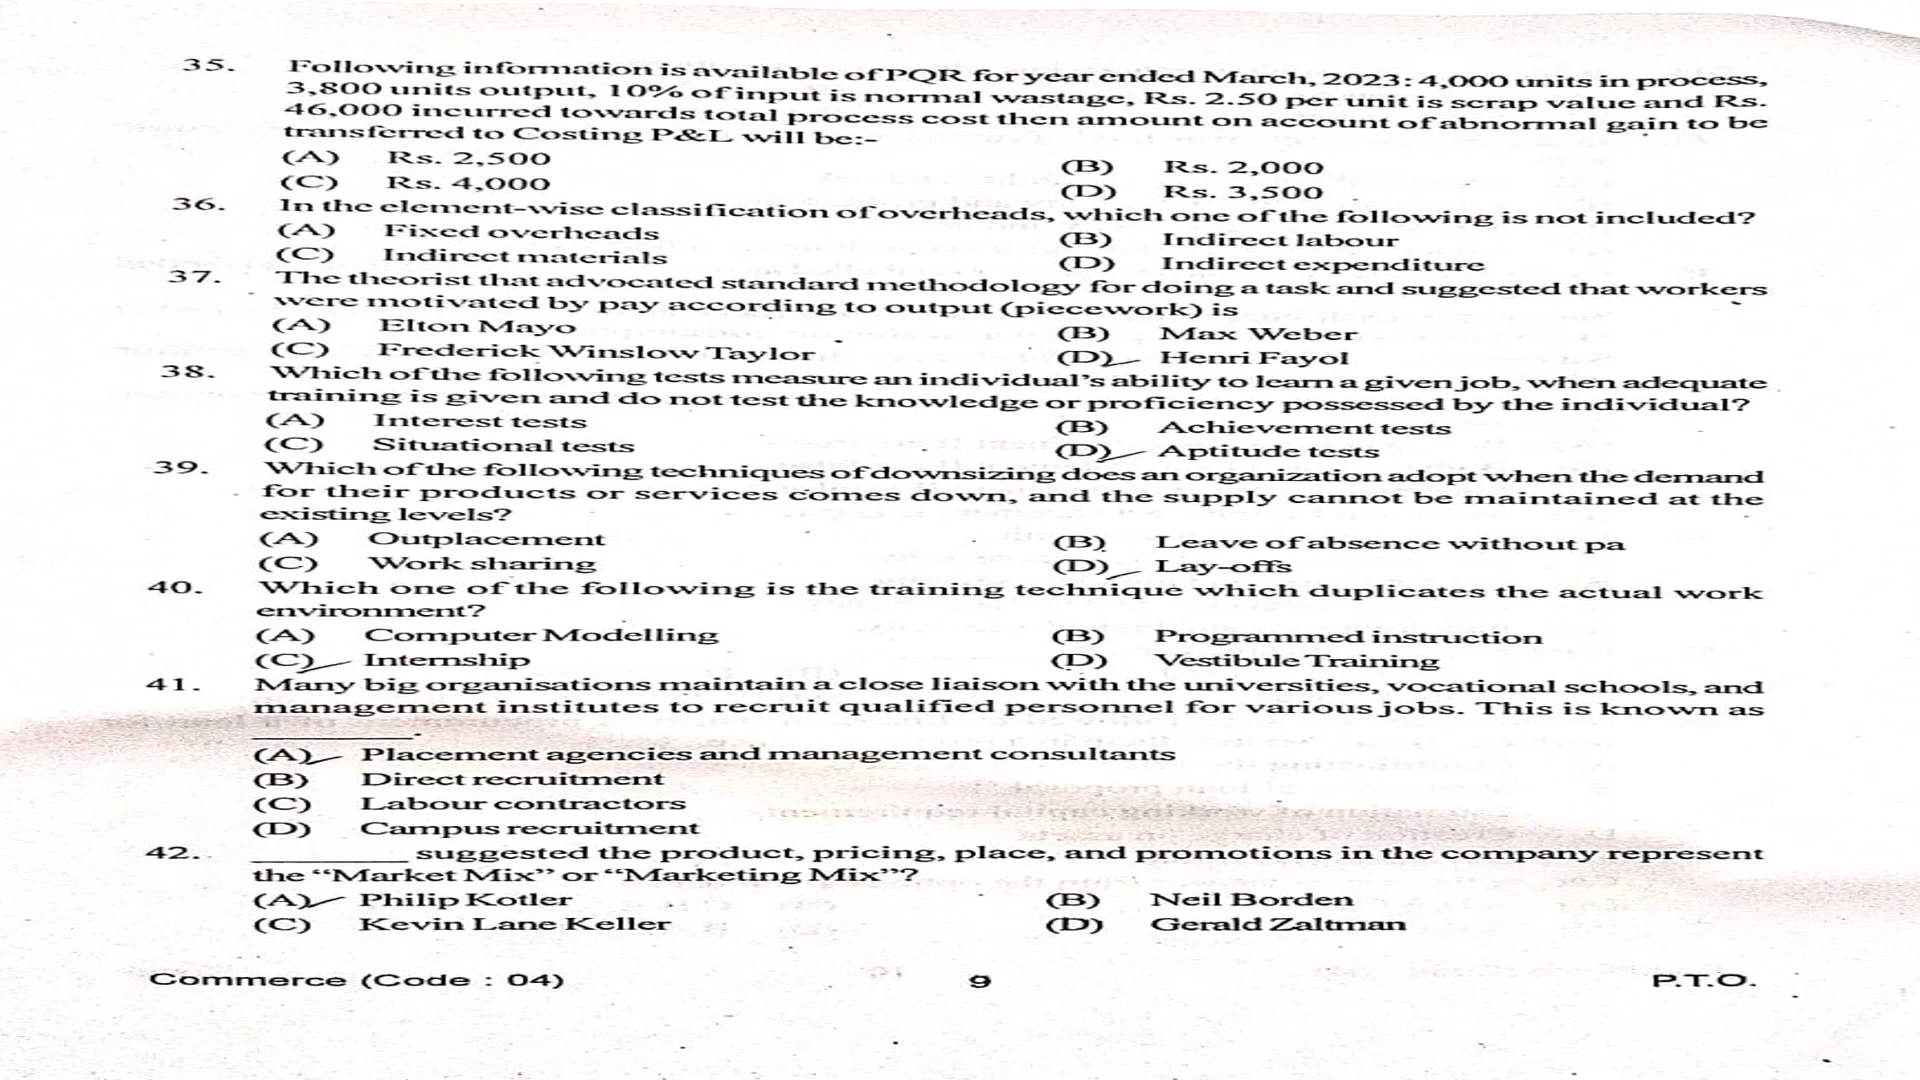 35. Following information is available of PQR for year ended March, 2023 : 4,000 units in process,
3,800 units output, 10% of input is normal wastage, Rs. 2.50 per unit is scrap value and Rs.
46,000 incurred towards total process cost then amount on account of abnormal gain to be
transferred to Costing P&L will be:-
(A) Rs. 2,500 (B) Rs. 2,000
(C) Rs. 4,000 (D) Rs. 3,500
36. In the element-wise classification of overheads, which one of the following is not included?
(A) Fixed overheads (B) Indirect labour
(C) Indirect materials (D) Indirect expenditure
37. The theorist that advocated standard methodology for doing a task and suggested that workers
were motivated by pay according to output (piecework) is
(A) Elton Mayo (B) Max Weber
(C) Frederick Winslow Taylor (D) Henri Fayol
38. Which of the following tests measure an individual's ability to learn a given job, when adequate
training is given and do not test the knowledge or proficiency possessed by the individual?
(A) Interest tests (B) Achievement tests
(C) Situational tests (D) Aptitude tests
39. Which of the following techniques of downsizing does an organization adopt when the demand
for their products or services comes down, and the supply cannot be maintained at the
existing levels?
(A) Outplacement (B) Leave of absence without pa
(C) Work sharing (D) Lay-offs
40. Which one of the following is the training technique which duplicates the actual work
environment?
(A) Computer Modelling (B) Programmed instruction
(C) Internship (D) Vestibule Training
41. Many big organisations maintain a close liaison with the universities, vocational schools, and
management institutes to recruit qualified personnel for various jobs. This is known as
__________.
(A) Placement agencies and management consultants
(B) Direct recruitment
(C) Labour contractors
(D) Campus recruitment
42. __________ suggested the product, pricing, place, and promotions in the company represent
the "Market Mix" or "Marketing Mix"?
(A) Philip Kotler (B) Neil Borden
(C) Kevin Lane Keller (D) Gerald Zaltman
Commerce (Code : 04) 9 P.T.O.